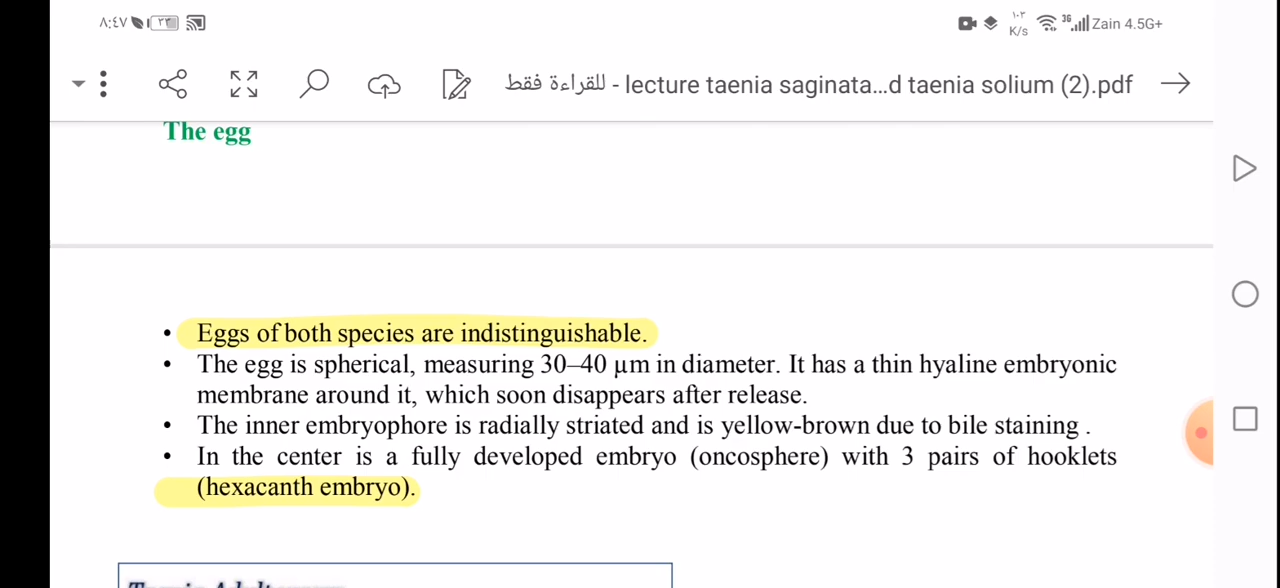 ٨:٤٧ ٢٣ ١٠٣ K/s 3G Zain 4.5G+
للقراءة فقط - lecture taenia saginata...d taenia solium (2).pdf
The egg
• Eggs of both species are indistinguishable.
• The egg is spherical, measuring 30–40 µm in diameter. It has a thin hyaline embryonic
membrane around it, which soon disappears after release.
• The inner embryophore is radially striated and is yellow-brown due to bile staining .
• In the center is a fully developed embryo (oncosphere) with 3 pairs of hooklets
(hexacanth embryo).